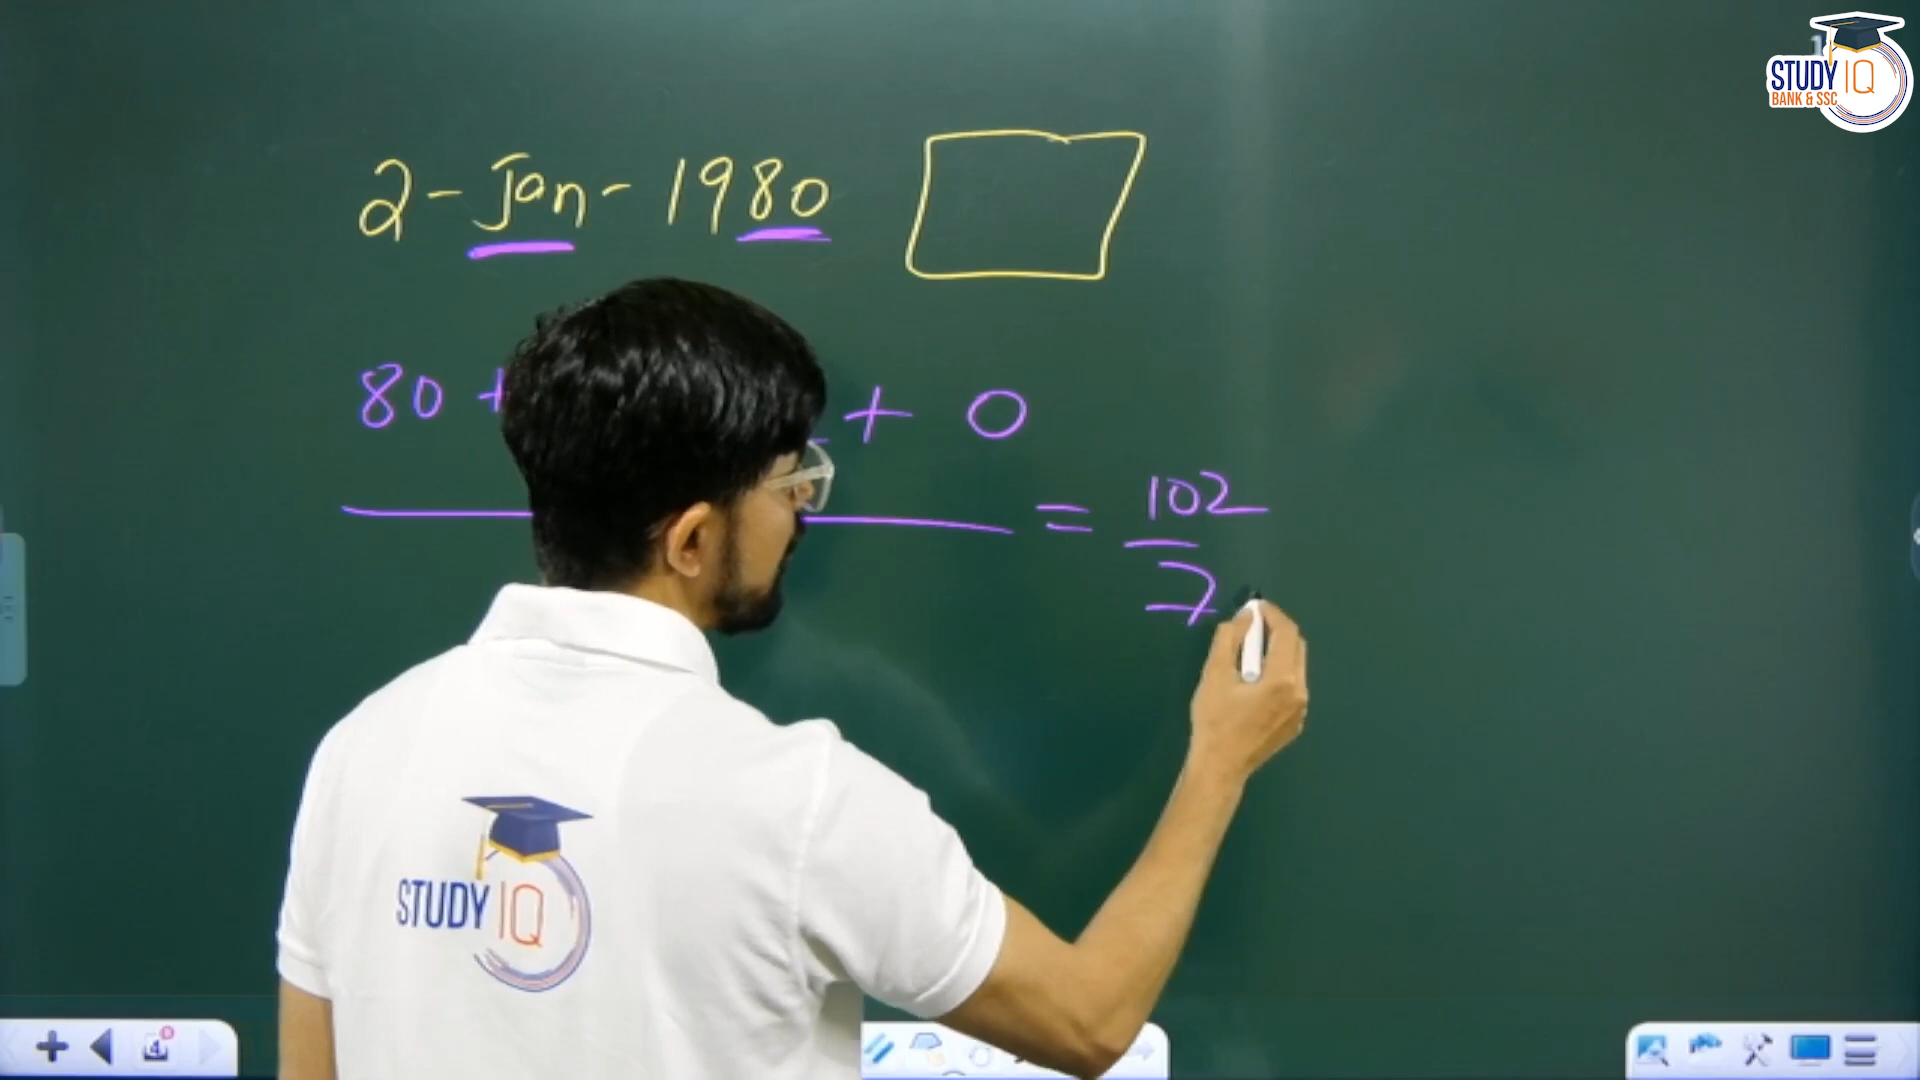 STUDY IQ
BANK & SSC
2 - Jan - 1980
80 + + 0
= 102
7
STUDY IQ